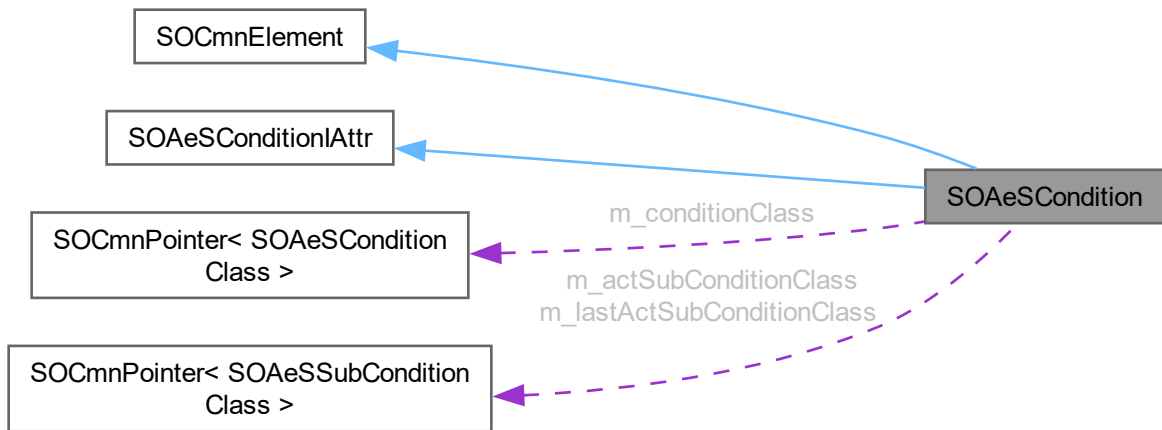 SOCmnElement
SOAeSConditionIAttr
SOAeSCondition
m_conditionClass
SOCmnPointer< SOAeSCondition
Class >
m_actSubConditionClass
m_lastActSubConditionClass
SOCmnPointer< SOAeSSubCondition
Class >